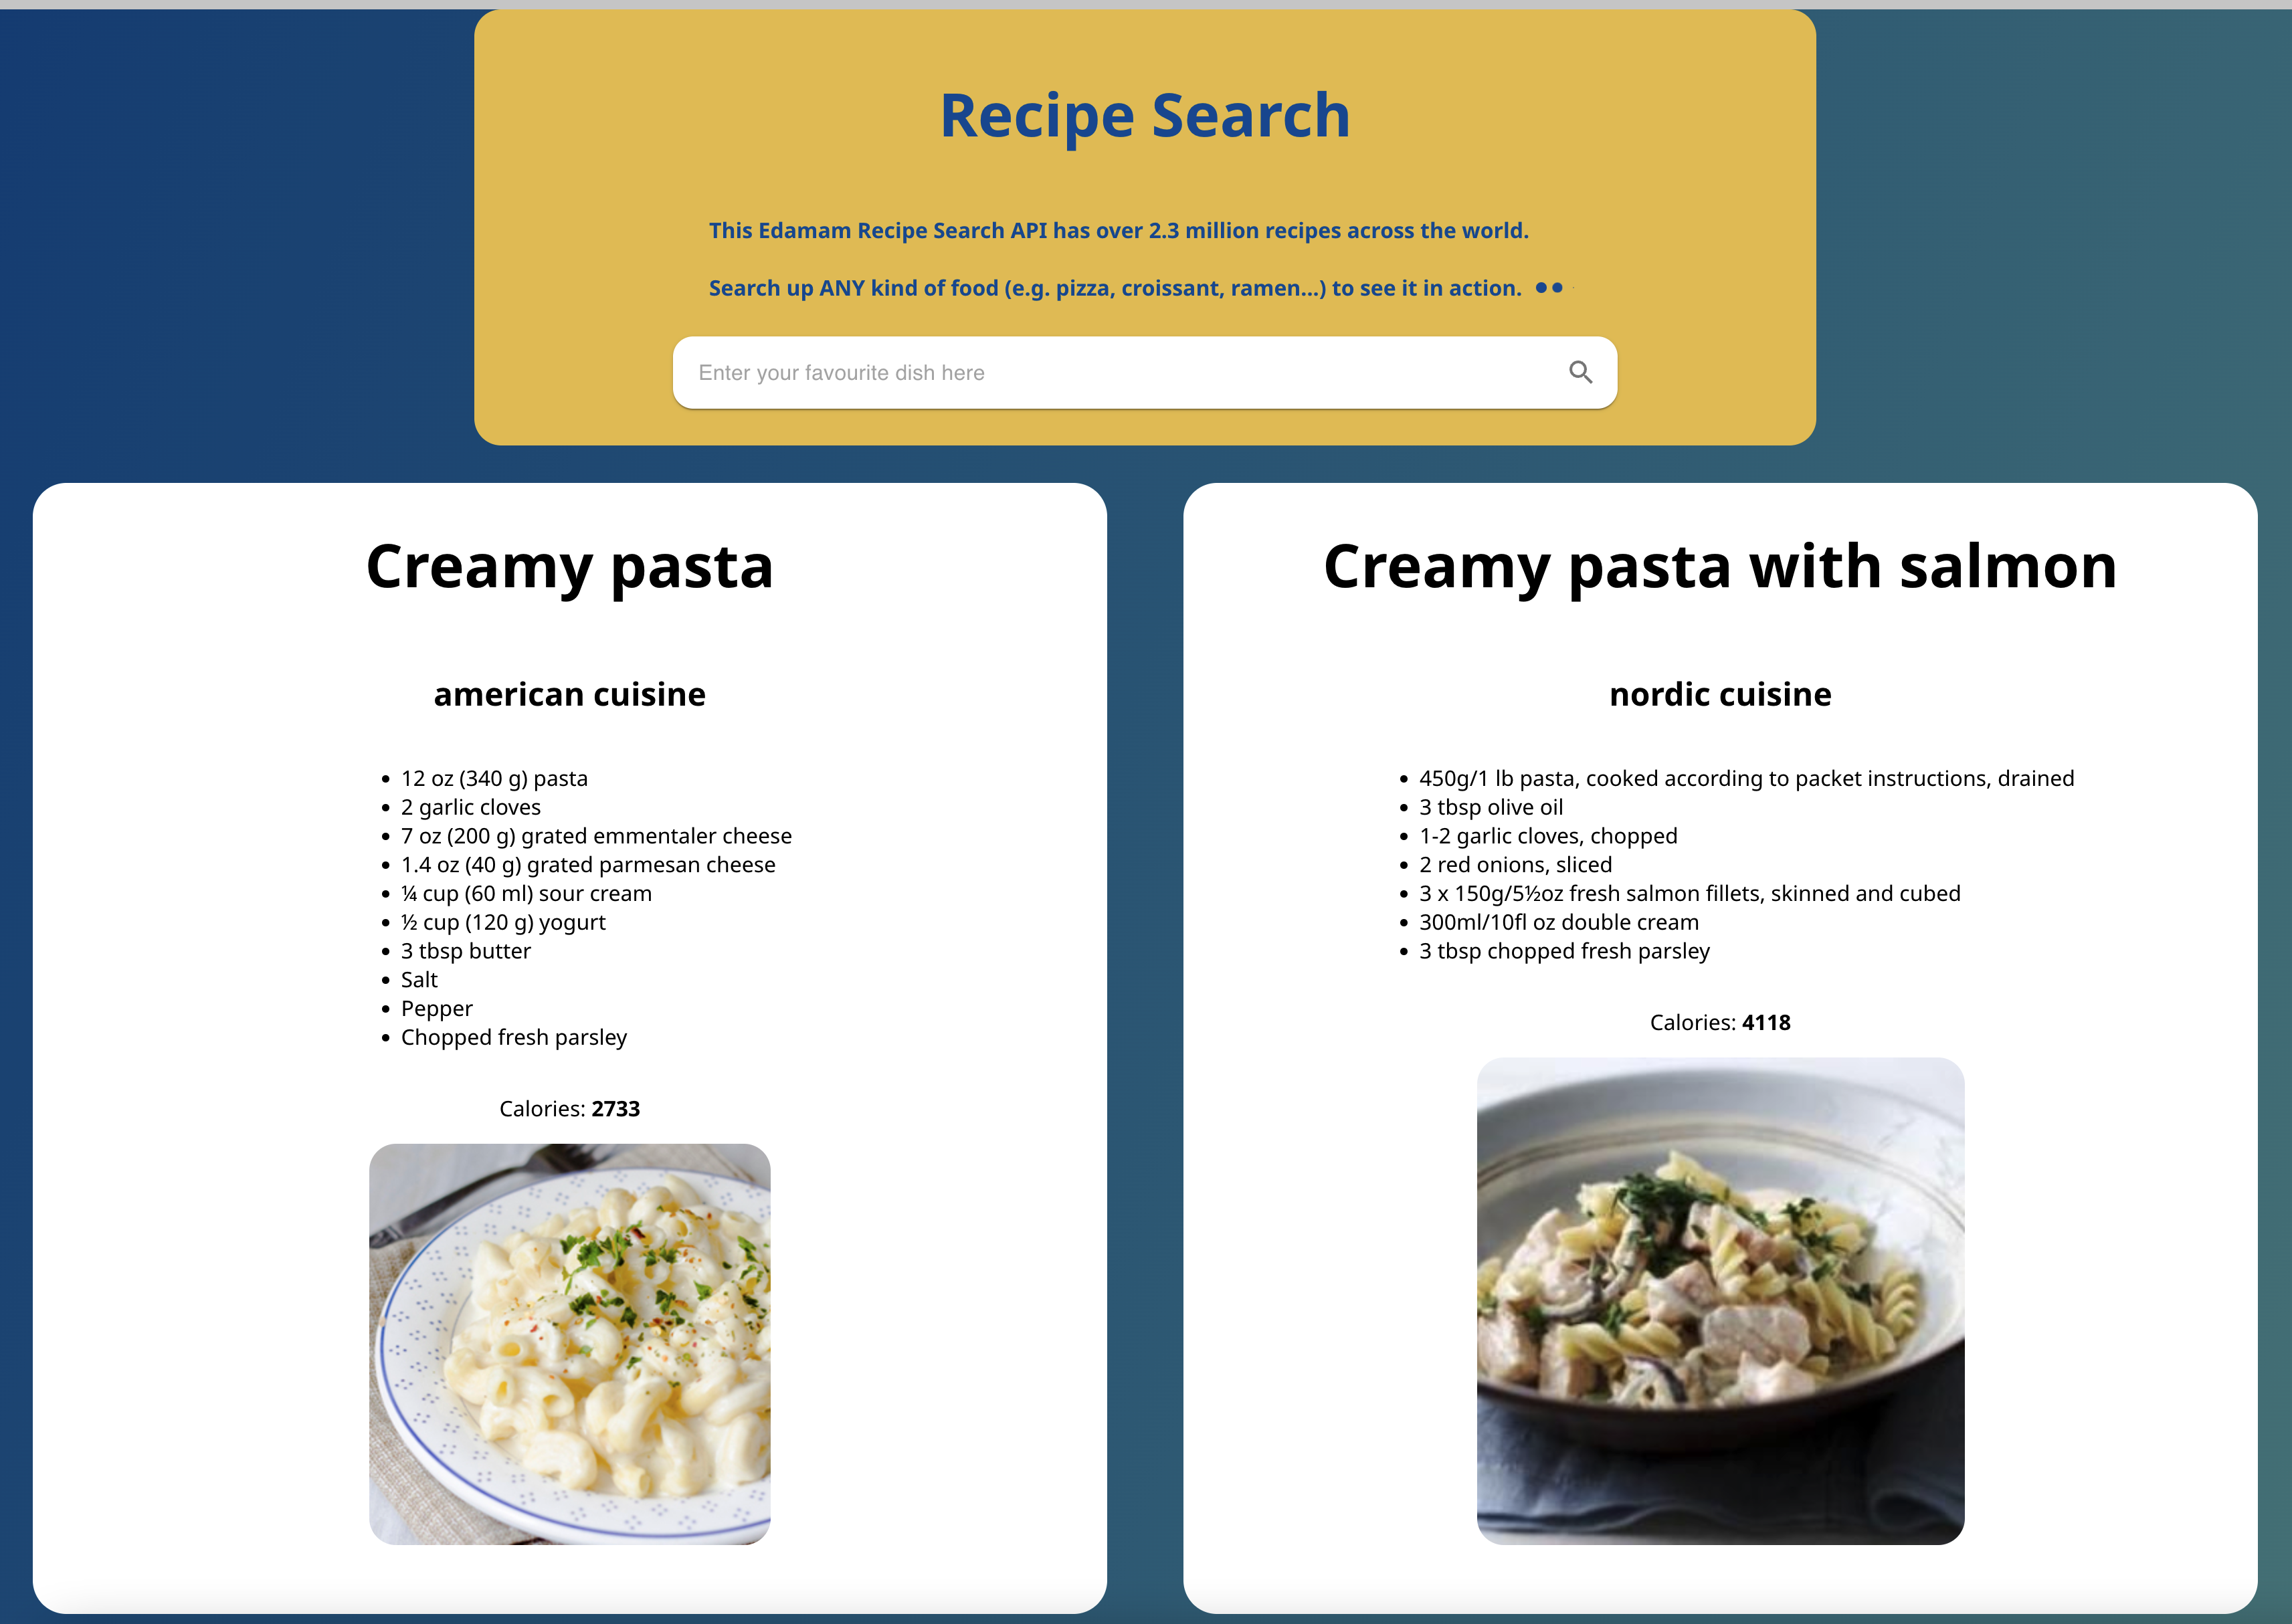 Recipe Search
This Edamam Recipe Search API has over 2.3 million recipes across the world.
Search up ANY kind of food (e.g. pizza, croissant, ramen...) to see it in action.
Enter your favourite dish here
Creamy pasta
american cuisine
12 oz (340 g) pasta
2 garlic cloves
7 oz (200 g) grated emmentaler cheese
1.4 oz (40 g) grated parmesan cheese
¼ cup (60 ml) sour cream
½ cup (120 g) yogurt
3 tbsp butter
Salt
Pepper
Chopped fresh parsley
Calories: 2733
Creamy pasta with salmon
nordic cuisine
450g/1 lb pasta, cooked according to packet instructions, drained
3 tbsp olive oil
1-2 garlic cloves, chopped
2 red onions, sliced
3 x 150g/5½oz fresh salmon fillets, skinned and cubed
300ml/10fl oz double cream
3 tbsp chopped fresh parsley
Calories: 4118